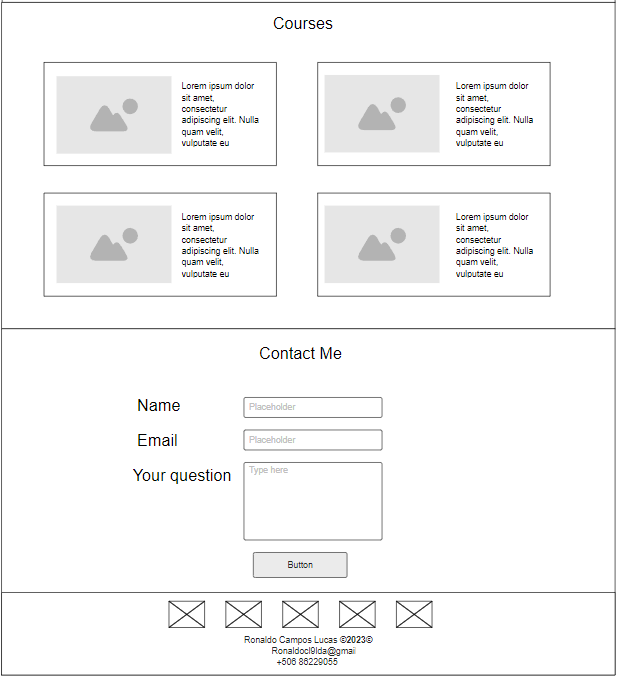 Courses
Lorem ipsum dolor
sit amet,
consectetur
adipiscing elit. Nulla
quam velit,
vulputate eu
Lorem ipsum dolor
sit amet,
consectetur
adipiscing elit. Nulla
quam velit,
vulputate eu
Lorem ipsum dolor
sit amet,
consectetur
adipiscing elit. Nulla
quam velit,
vulputate eu
Lorem ipsum dolor
sit amet,
consectetur
adipiscing elit. Nulla
quam velit,
vulputate eu
Contact Me
Name
Placeholder
Email
Placeholder
Your question
Type here
Button
Ronaldo Campos Lucas ©2023©
Ronaldocl9lda@gmai
+506 86229055